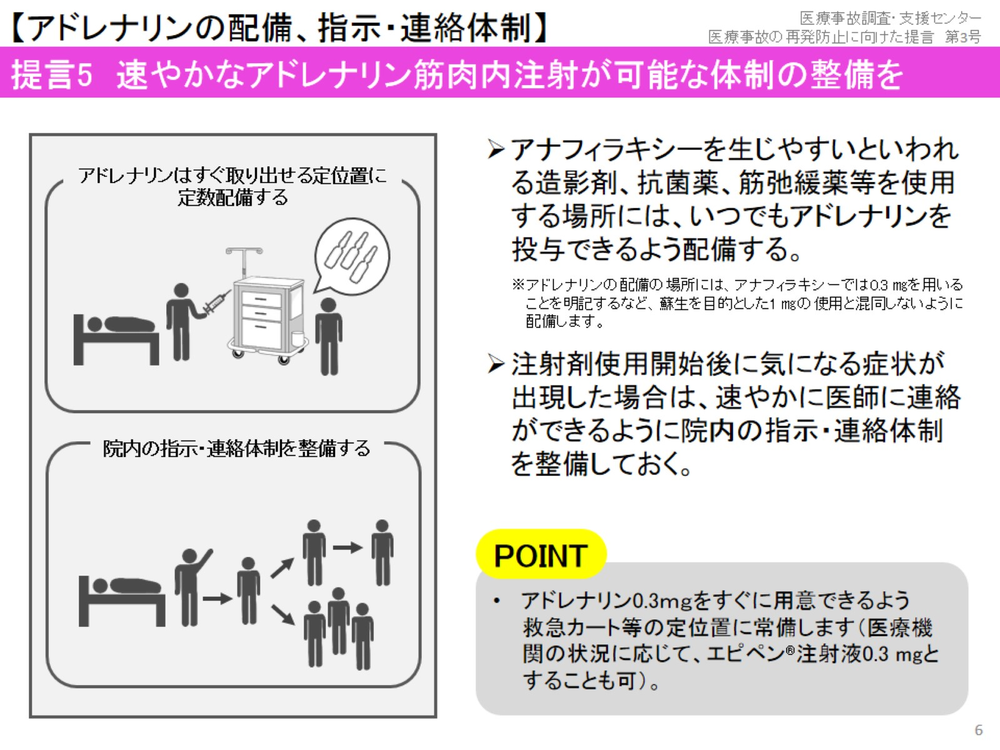 【アドレナリンの配備、指示・連絡体制】
医療事故調査・支援センター
医療事故の再発防止に向けた提言 第3号
提言5 速やかなアドレナリン筋肉内注射が可能な体制の整備を
アドレナリンはすぐ取り出せる定位置に
定数配備する
院内の指示・連絡体制を整備する
➢アナフィラキシーを生じやすいといわれ
る造影剤、抗菌薬、筋弛緩薬等を使用
する場所には、いつでもアドレナリンを
投与できるよう配備する。
※アドレナリンの配備の場所には、アナフィラキシーでは0.3 ㎎を用いる
ことを明記するなど、蘇生を目的とした1 ㎎の使用と混同しないように
配備します。
➢注射剤使用開始後に気になる症状が
出現した場合は、速やかに医師に連絡
ができるように院内の指示・連絡体制
を整備しておく。
POINT
• アドレナリン0.3mgをすぐに用意できるよう
救急カート等の定位置に常備します（医療機
関の状況に応じて、エピペン®注射液0.3 mgと
することも可）。
6